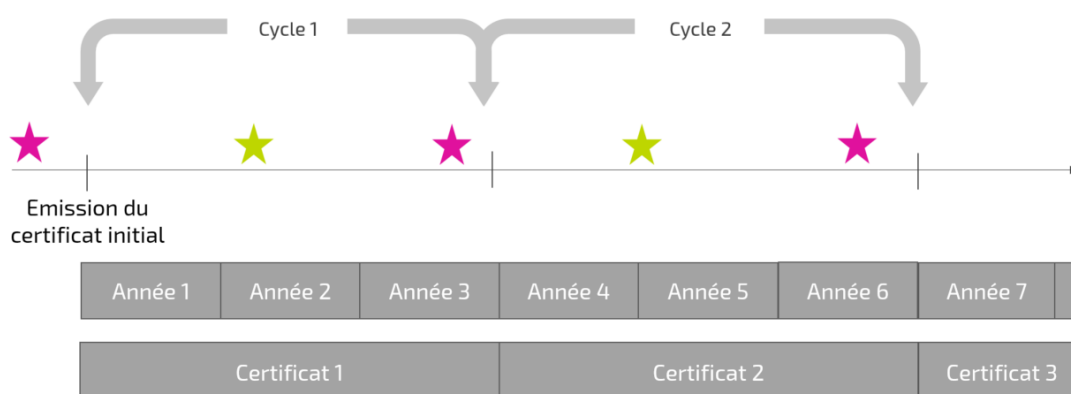 Cycle 1
Cycle 2
Emission du
certificat initial
Année 1
Année 2
Année 3
Année 4
Année 5
Année 6
Année 7
Certificat 1
Certificat 2
Certificat 3